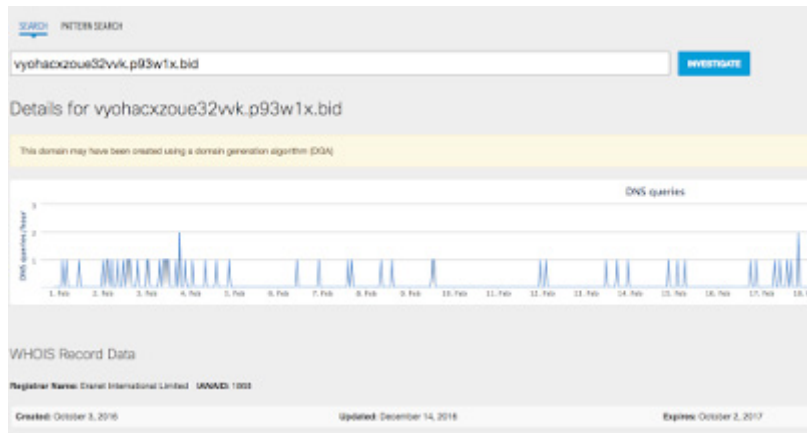 SEARCH PATTERN SEARCH
vyohacxzoue32vvk.p93w1x.bid INVESTIGATE
Details for vyohacxzoue32vvk.p93w1x.bid
This domain may have been created using a domain generation algorithm (DGA)
DNS queries
DNS queries/hour
3
2
1
1. Feb 2. Feb 3. Feb 4. Feb 5. Feb 6. Feb 7. Feb 8. Feb 9. Feb 10. Feb 11. Feb 12. Feb 13. Feb 14. Feb 15. Feb 16. Feb 17. Feb 18.
WHOIS Record Data
Registrar Name: Eranet International Limited IANAID: 1868
Created: October 3, 2016 Updated: December 14, 2016 Expires: October 2, 2017